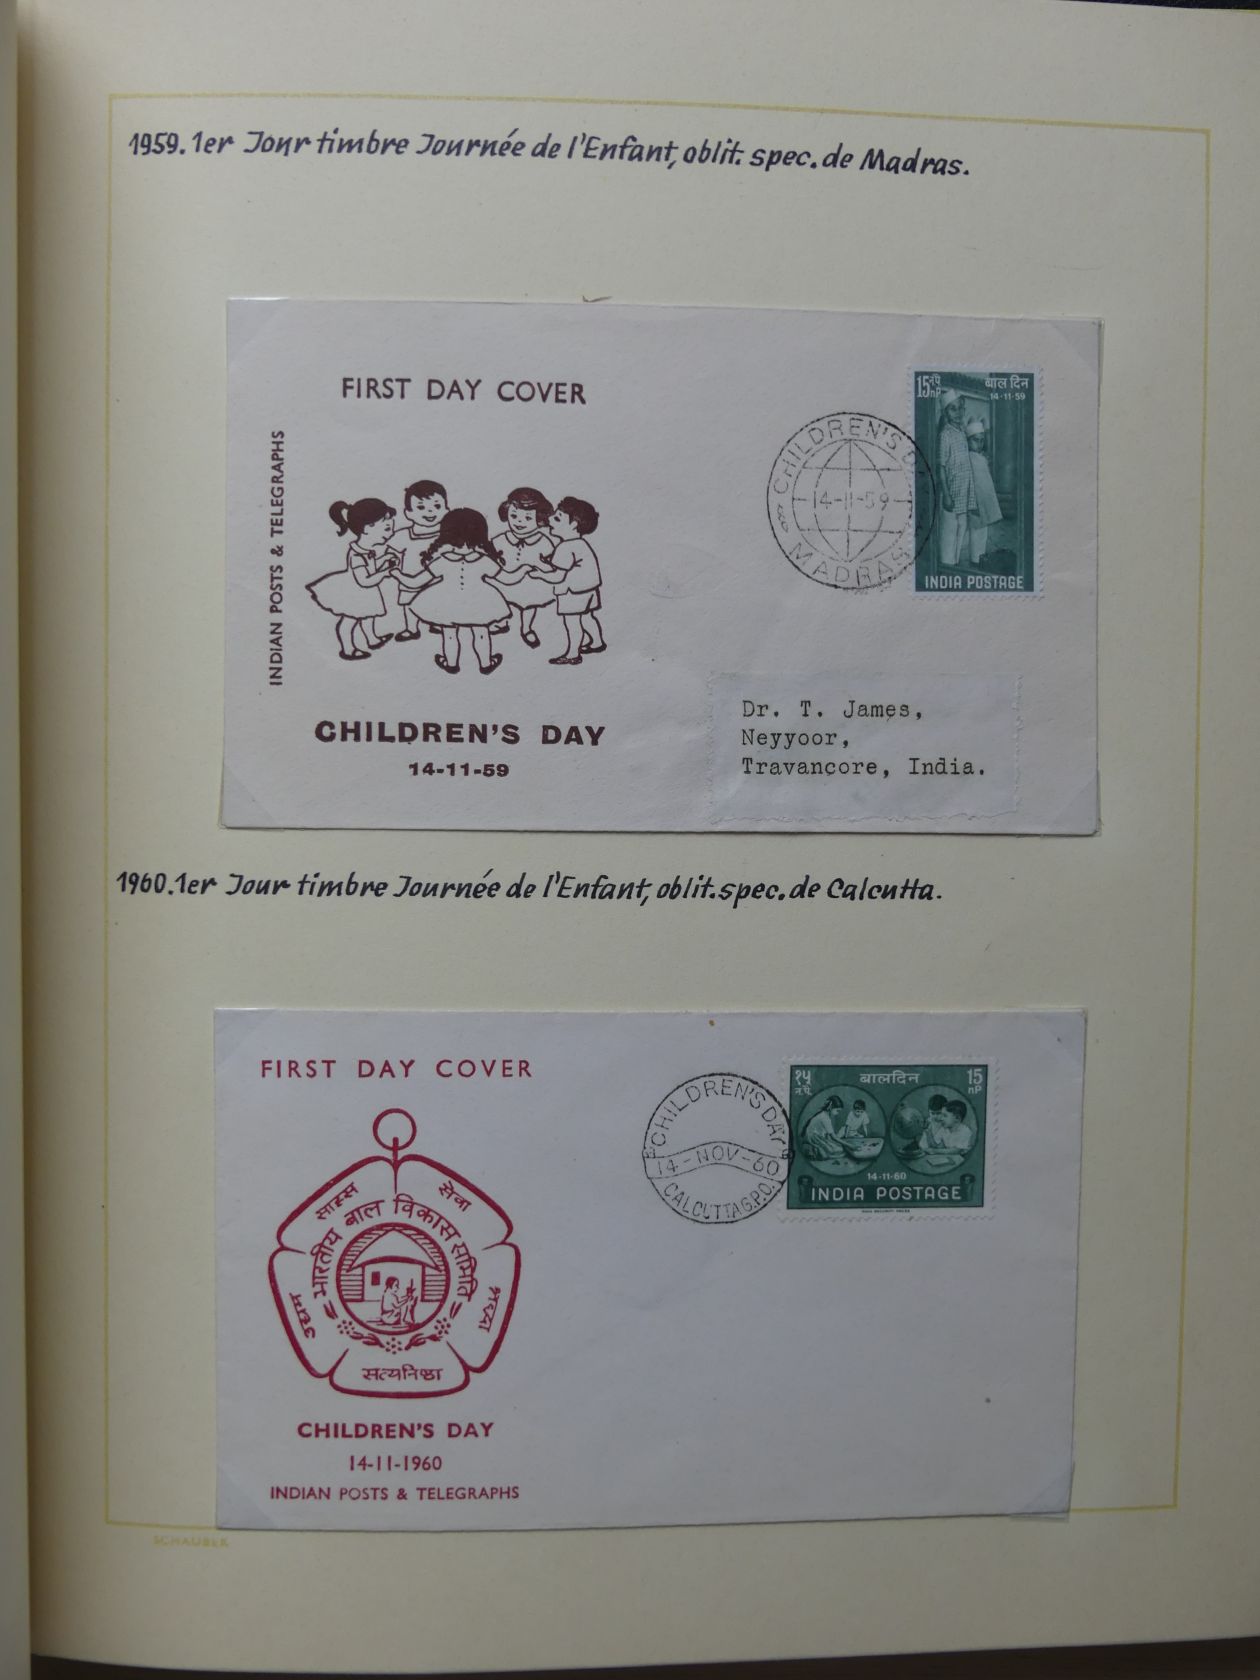 1959. 1er Jour timbre Journée de l'Enfant, oblit. spec. de Madras.
FIRST DAY COVER
INDIAN POSTS & TELEGRAPHS
CHILDREN'S DAY
14-11-59
CHILDREN'S DA
14-11-59
MADRAS
15 न.पै.
nP
बाल दिन
14·11·59
INDIA POSTAGE
Dr. T. James,
Neyyoor,
Travancore, India.
1960. 1er Jour timbre Journée de l'Enfant, oblit. spec. de Calcutta.
FIRST DAY COVER
साहस
सेवा
भारतीय बाल विकास समिति
सत्यनिष्ठा
CHILDREN'S DAY
14-11-1960
INDIAN POSTS & TELEGRAPHS
CHILDREN'S DAY
14-NOV-60
CALCUTTA G.P.O.
१५
न.पै.
बालदिन
15
nP
14-11-60
INDIA POSTAGE
SCHAUBEK